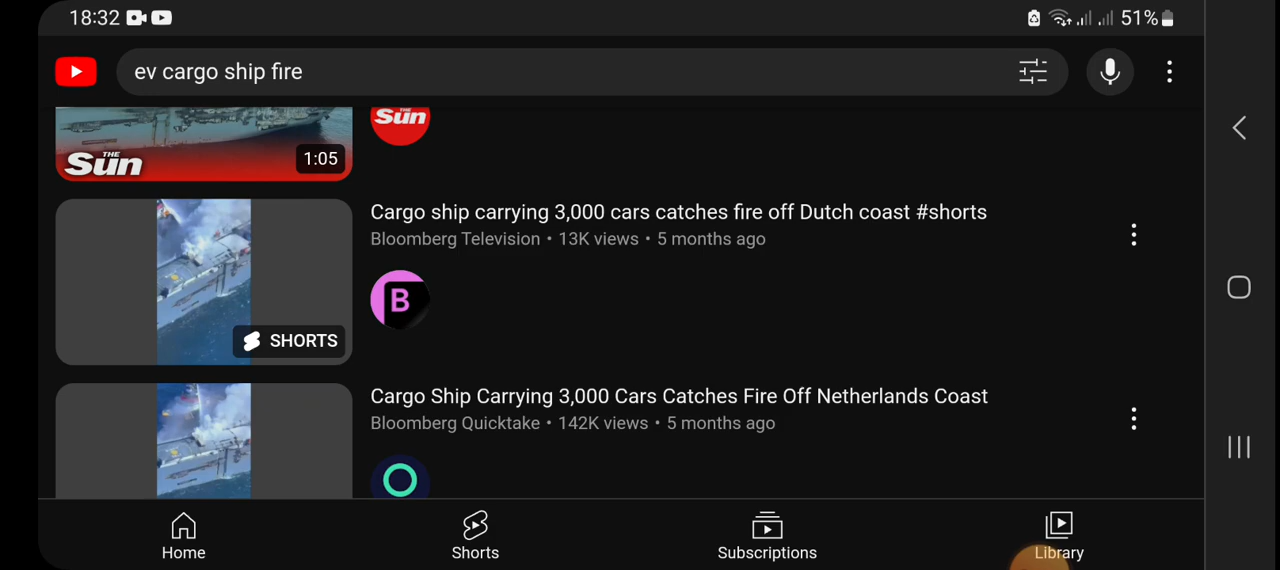 18:32
51%
ev cargo ship fire
THE
Sun
1:05
Sun
Cargo ship carrying 3,000 cars catches fire off Dutch coast #shorts
Bloomberg Television • 13K views • 5 months ago
B
SHORTS
Cargo Ship Carrying 3,000 Cars Catches Fire Off Netherlands Coast
Bloomberg Quicktake • 142K views • 5 months ago
Home
Shorts
Subscriptions
Library